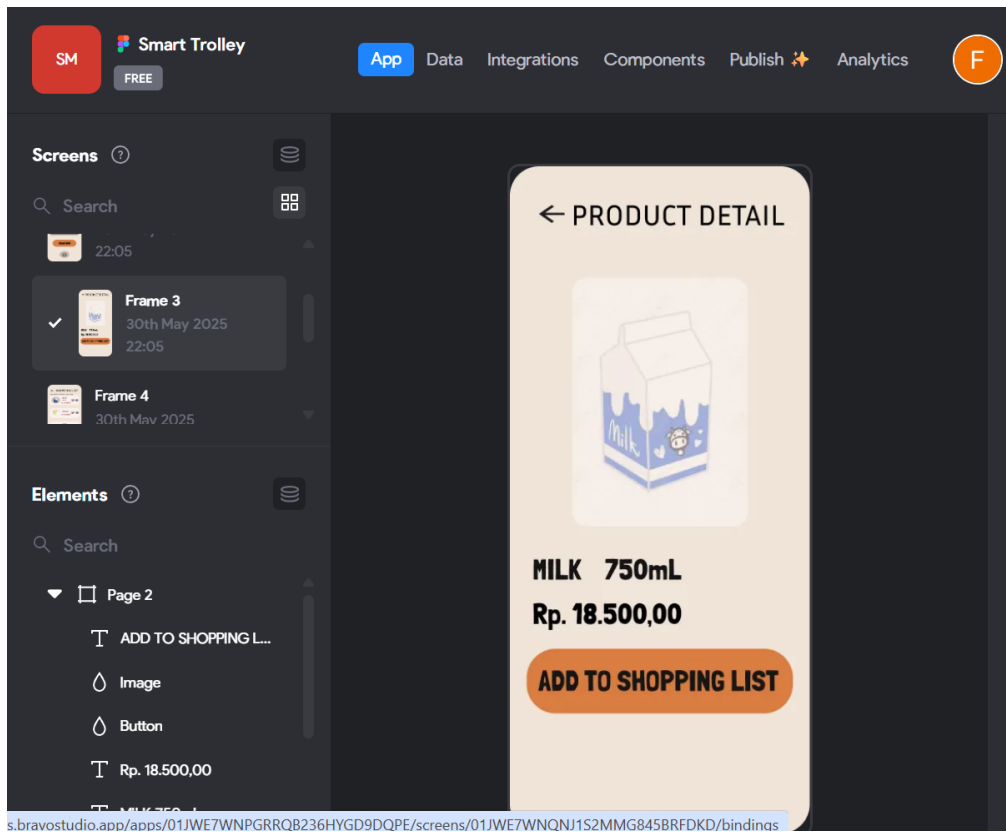 SM
Smart Trolley
FREE
App Data Integrations Components Publish Analytics
F
Screens ?
Search
22:05
Frame 3
30th May 2025
22:05
Frame 4
30th May 2025
Elements ?
Search
Page 2
ADD TO SHOPPING L...
Image
Button
Rp. 18.500,00
PRODUCT DETAIL
Milk
MILK 750mL
Rp. 18.500,00
ADD TO SHOPPING LIST
s.bravostudio.app/apps/01JWE7WNPGRRQB236HYGD9DQPE/screens/01JWE7WNQNJ1S2MMG845BRFDKD/bindings